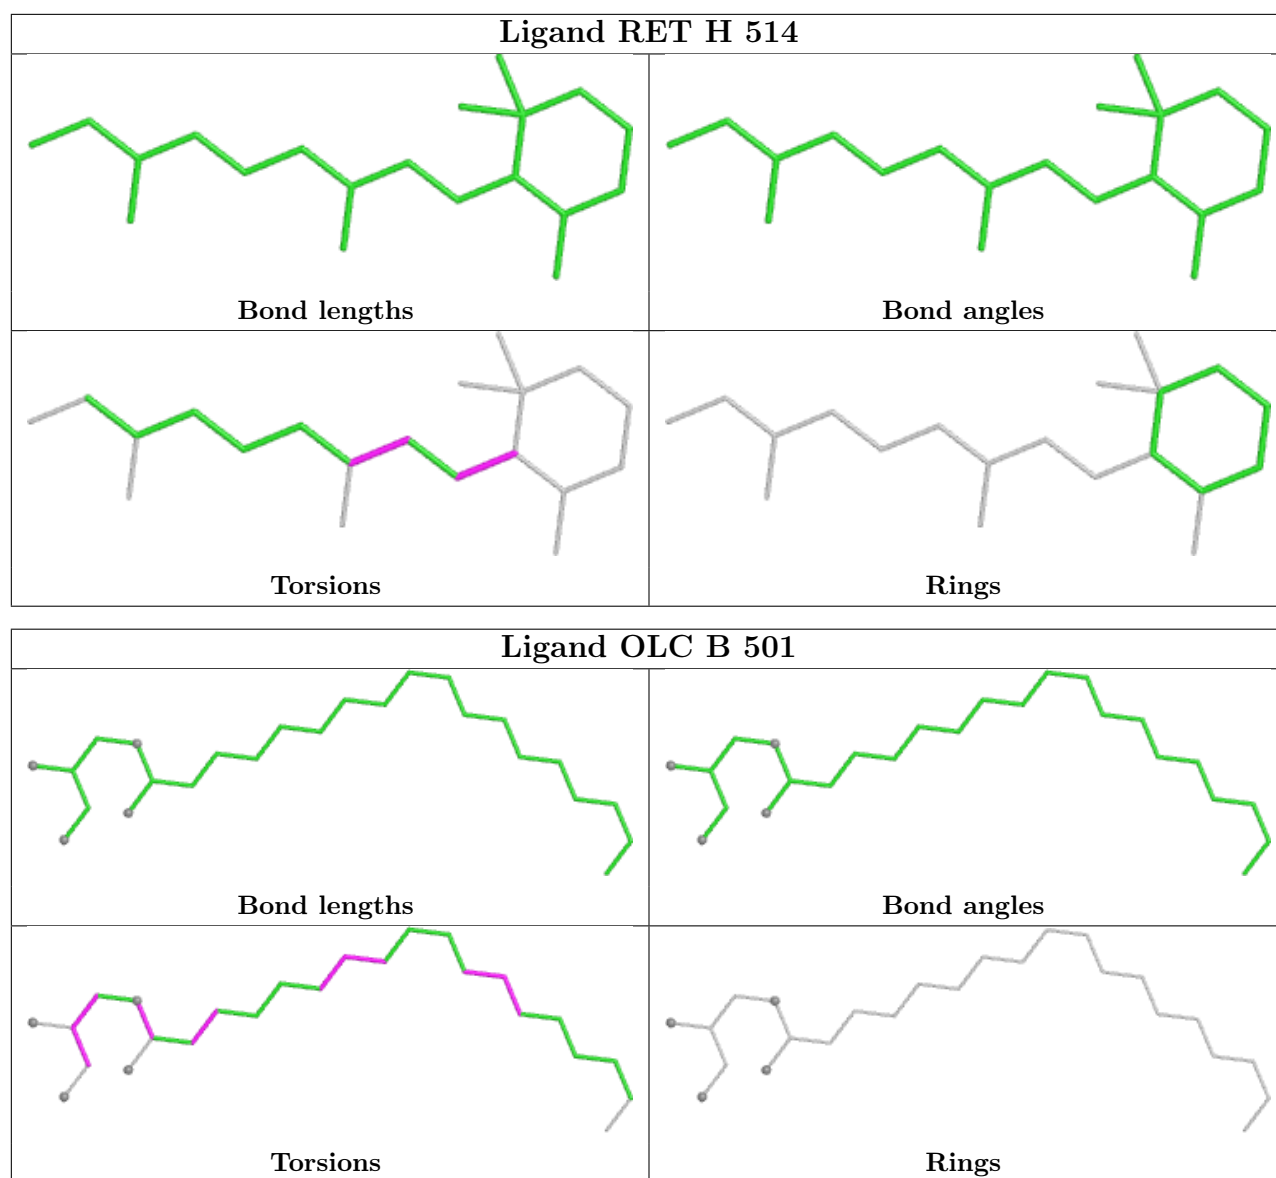 Ligand RET H 514
Bond lengths
Bond angles
Torsions
Rings
Ligand OLC B 501
Bond lengths
Bond angles
Torsions
Rings